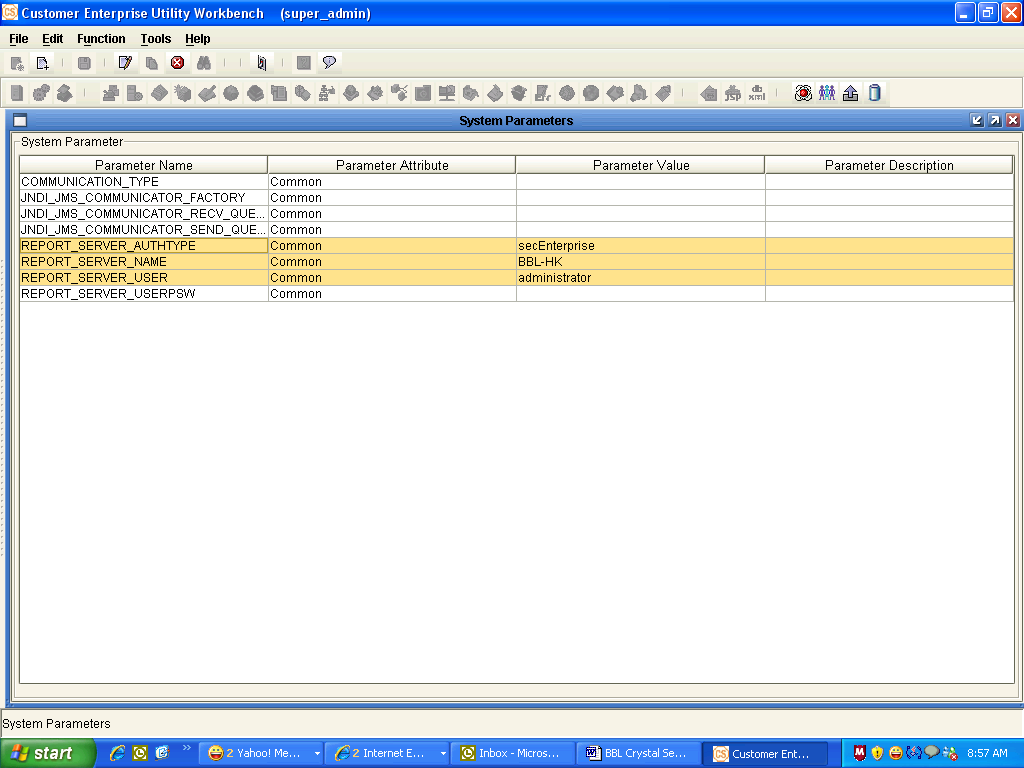 CS Customer Enterprise Utility Workbench (super_admin)
File Edit Function Tools Help
jsp xml
System Parameters
System Parameter
Parameter Name Parameter Attribute Parameter Value Parameter Description
COMMUNICATION_TYPE Common
JNDI_JMS_COMMUNICATOR_FACTORY Common
JNDI_JMS_COMMUNICATOR_RECV_QUE... Common
JNDI_JMS_COMMUNICATOR_SEND_QUE... Common
REPORT_SERVER_AUTHTYPE Common secEnterprise
REPORT_SERVER_NAME Common BBL-HK
REPORT_SERVER_USER Common administrator
REPORT_SERVER_USERPSW Common
System Parameters
start 2 Yahoo! Me... 2 Internet E... Inbox - Micros... BBL Crystal Se... CS Customer Ent... 8:57 AM